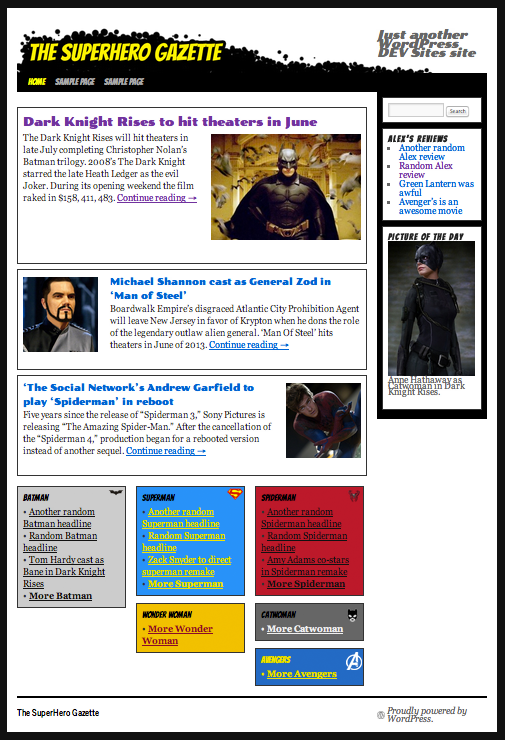 THE SUPERHERO GAZETTE
Just another
WordPress
DEV Sites site
HOME SAMPLE PAGE SAMPLE PAGE
Dark Knight Rises to hit theaters in June
The Dark Knight Rises will hit theaters in
late July completing Christopher Nolan's
Batman trilogy. 2008's The Dark Knight
starred the late Heath Ledger as the evil
Joker. During its opening weekend the film
raked in $158, 411, 483. Continue reading →
Michael Shannon cast as General Zod in
‘Man of Steel’
Boardwalk Empire's disgraced Atlantic City Prohibition Agent
will leave New Jersey in favor of Krypton when he dons the role
of the legendary outlaw alien general. 'Man Of Steel' hits
theaters in June of 2013. Continue reading →
‘The Social Network’s Andrew Garfield to
play ‘Spiderman’ in reboot
Five years since the release of “Spiderman 3,” Sony Pictures is
releasing “The Amazing Spider-Man.” After the cancellation of
the “Spiderman 4,” production began for a rebooted version
instead of another sequel. Continue reading →
Search
ALEX'S REVIEWS
Another random
Alex review
Random Alex
review
Green Lantern was
awful
Avenger's is an
awesome movie
PICTURE OF THE DAY
Anne Hathaway as
Catwoman in Dark
Knight Rises.
BATMAN
• Another random
Batman headline
• Random Batman
headline
• Tom Hardy cast as
Bane in Dark Knight
Rises
• More Batman
SUPERMAN
• Another random
Superman headline
• Random Superman
headline
• Zack Snyder to direct
superman remake
• More Superman
SPIDERMAN
• Another random
Spiderman headline
• Random Spiderman
headline
• Amy Adams co-stars
in Spiderman remake
• More Spiderman
WONDER WOMAN
• More Wonder
Woman
CATWOMAN
• More Catwoman
AVENGERS
• More Avengers
The SuperHero Gazette
Proudly powered by
WordPress.